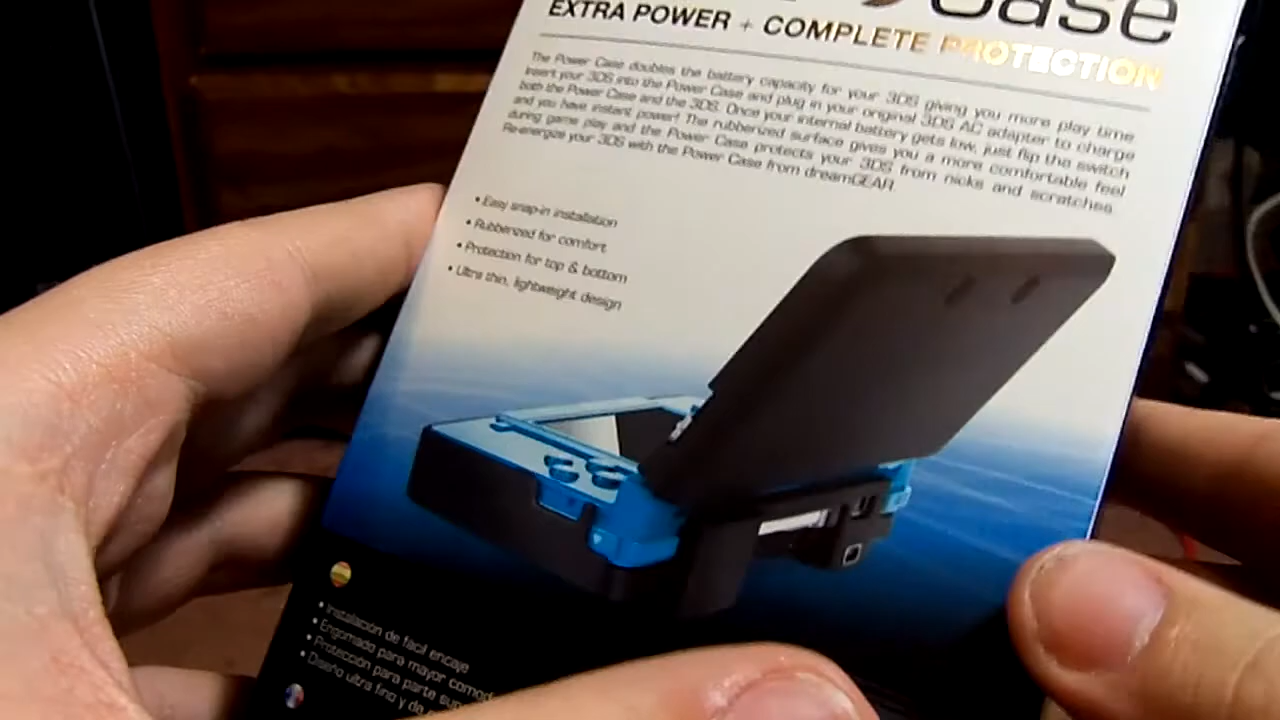 Case
EXTRA POWER + COMPLETE PROTECTION
The Power Case doubles the battery capacity for your 3DS giving you more play time
Insert your 3DS into the Power Case and plug in your original 3DS AC adapter to charge
both the Power Case and the 3DS. Once your internal battery gets low, just flip the switch
and you have instant power! The rubberized surface gives you a more comfortable feel
during game play and the Power Case protects your 3DS from nicks and scratches
Re-energize your 3DS with the Power Case from dreamGEAR.
• Easy snap-in installation
• Rubberized for comfort
• Protection for top & bottom
• Ultra thin, lightweight design
• Instalación de fácil encaje
• Engomado para mayor
• Protección para parte
• Diseño ultra fino y de